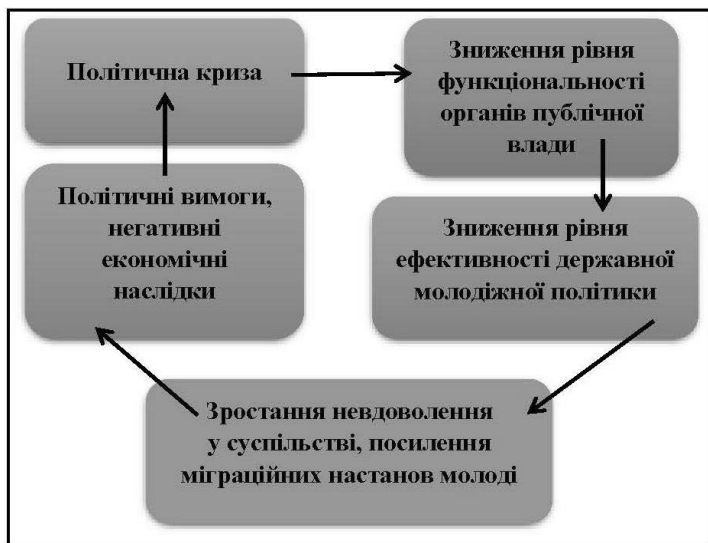 Політична криза
Зниження рівня
функціональності
органів публічної
влади
Зниження рівня
ефективності державної
молодіжної політики
Зростання невдоволення
у суспільстві, посилення
міграційних настанов молоді
Політичні вимоги,
негативні
економічні
наслідки